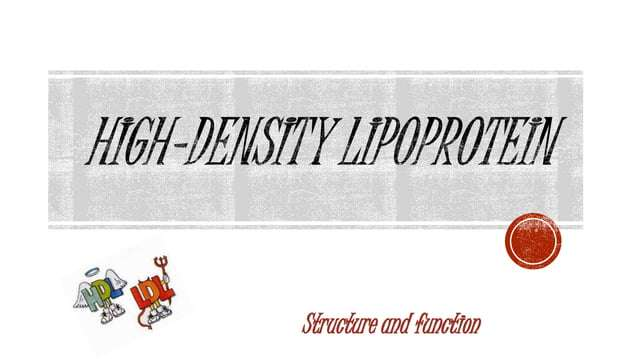 HIGH-DENSITY LIPOPROTEIN
HDL LDL
Structure and function